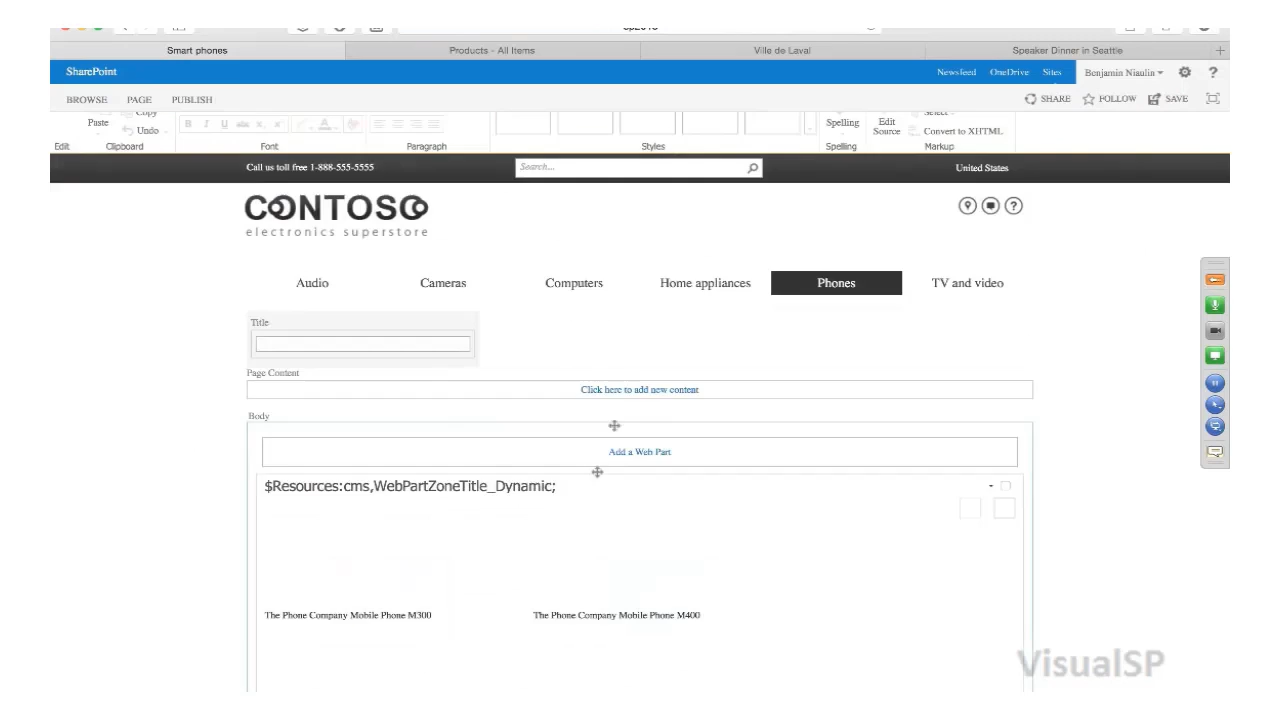 Smart phones
Products - All Items
Ville de Laval
Speaker Dinner in Seattle
SharePoint
Newsfeed OneDrive Sites Benjamin Niaulin ?
BROWSE PAGE PUBLISH
SHARE FOLLOW SAVE
Copy
Paste
Undo
B I U abc
Spelling
Edit Source
Select
Convert to XHTML
Edit Clipboard Font Paragraph Styles Spelling Markup
Call us toll free 1-888-555-5555
Search...
United States
CONTOSO
electronics superstore
?
Audio Cameras Computers Home appliances Phones TV and video
Title
Page Content
Click here to add new content
Body
Add a Web Part
$Resources:cms,WebPartZoneTitle_Dynamic;
The Phone Company Mobile Phone M300
The Phone Company Mobile Phone M400
VisualSP